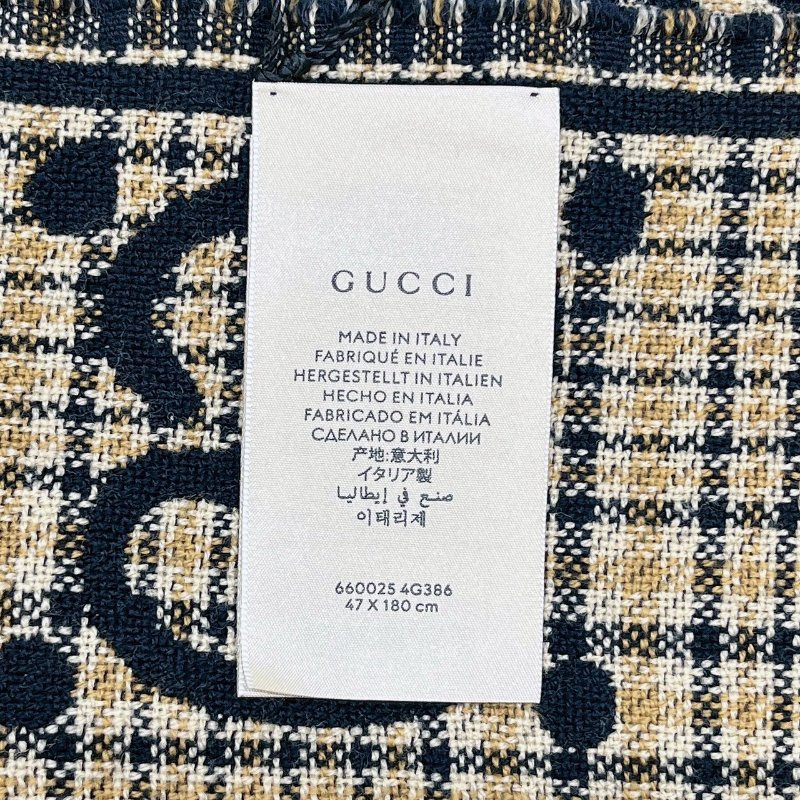 GUCCI
MADE IN ITALY
FABRIQUÉ EN ITALIE
HERGESTELLT IN ITALIEN
HECHO EN ITALIA
FABRICADO EM ITÁLIA
СДЕЛАНО В ИТАЛИИ
产地:意大利
イタリア製
صنع في إيطاليا
이태리제
660025 4G386
47 X 180 cm